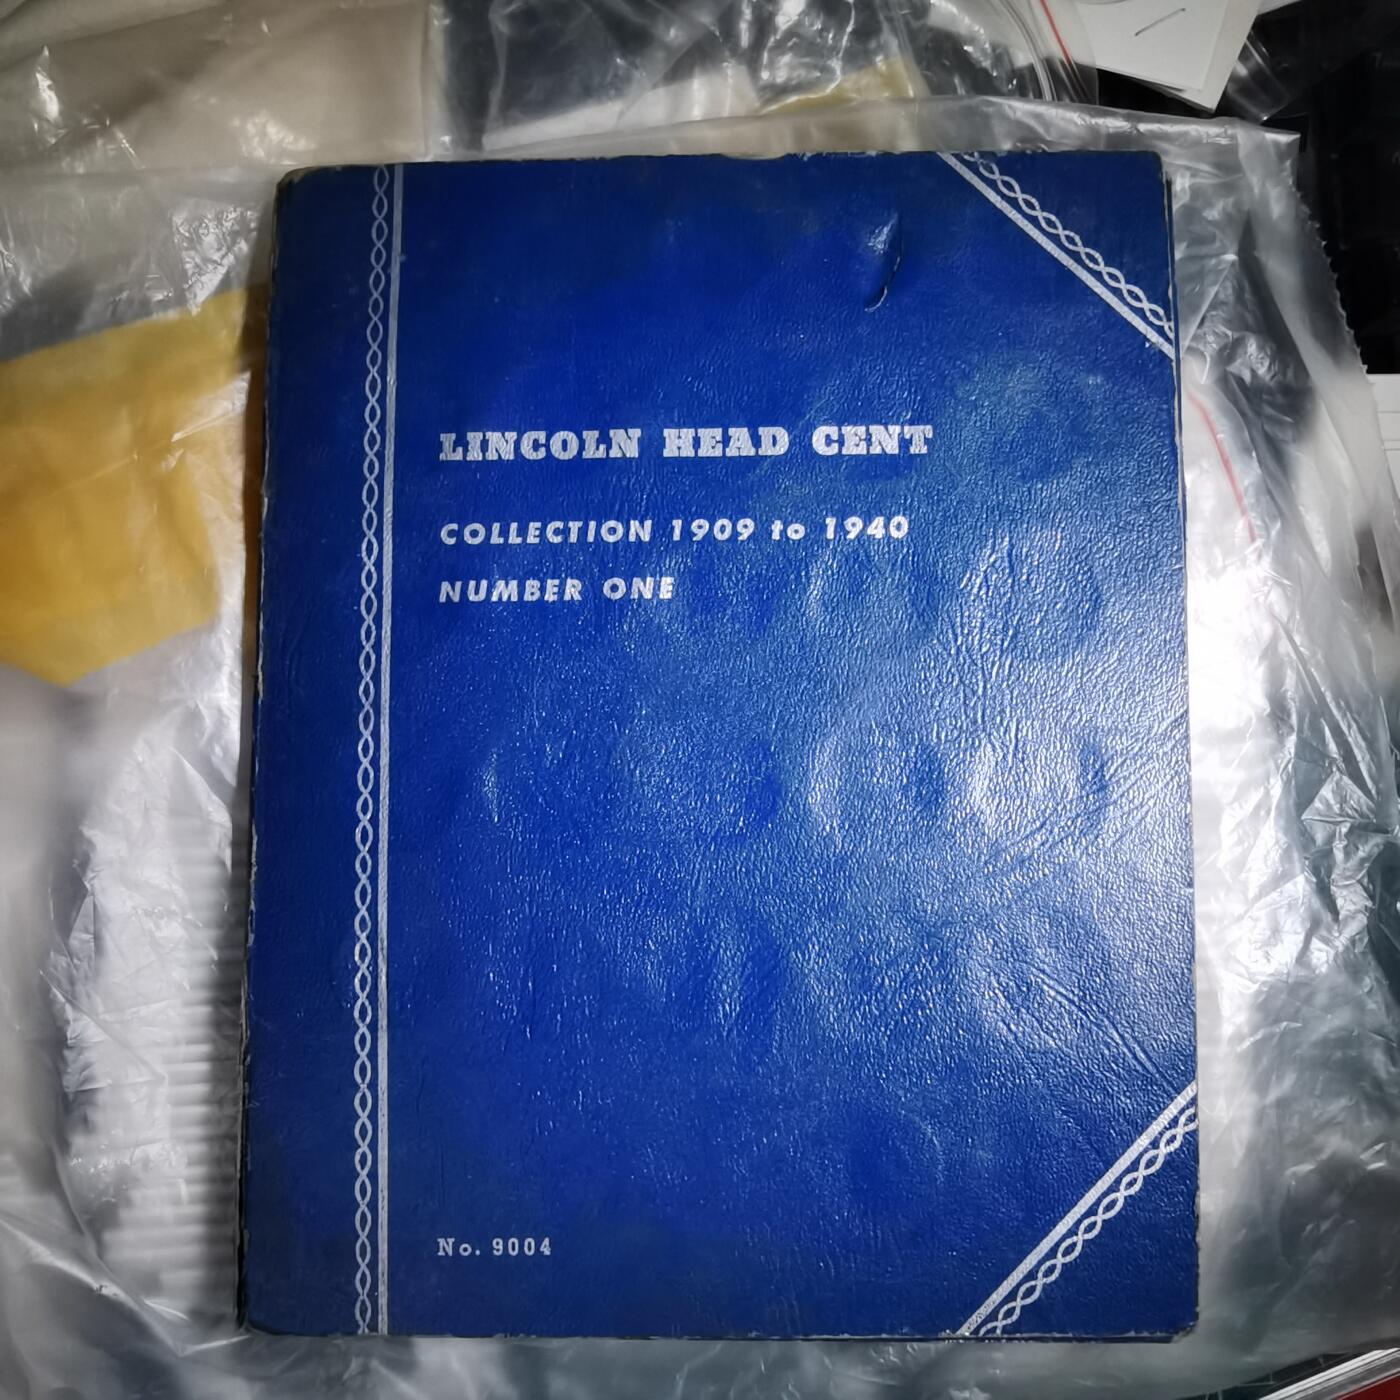 LINCOLN HEAD CENT
COLLECTION 1909 to 1940
NUMBER ONE
No. 9004